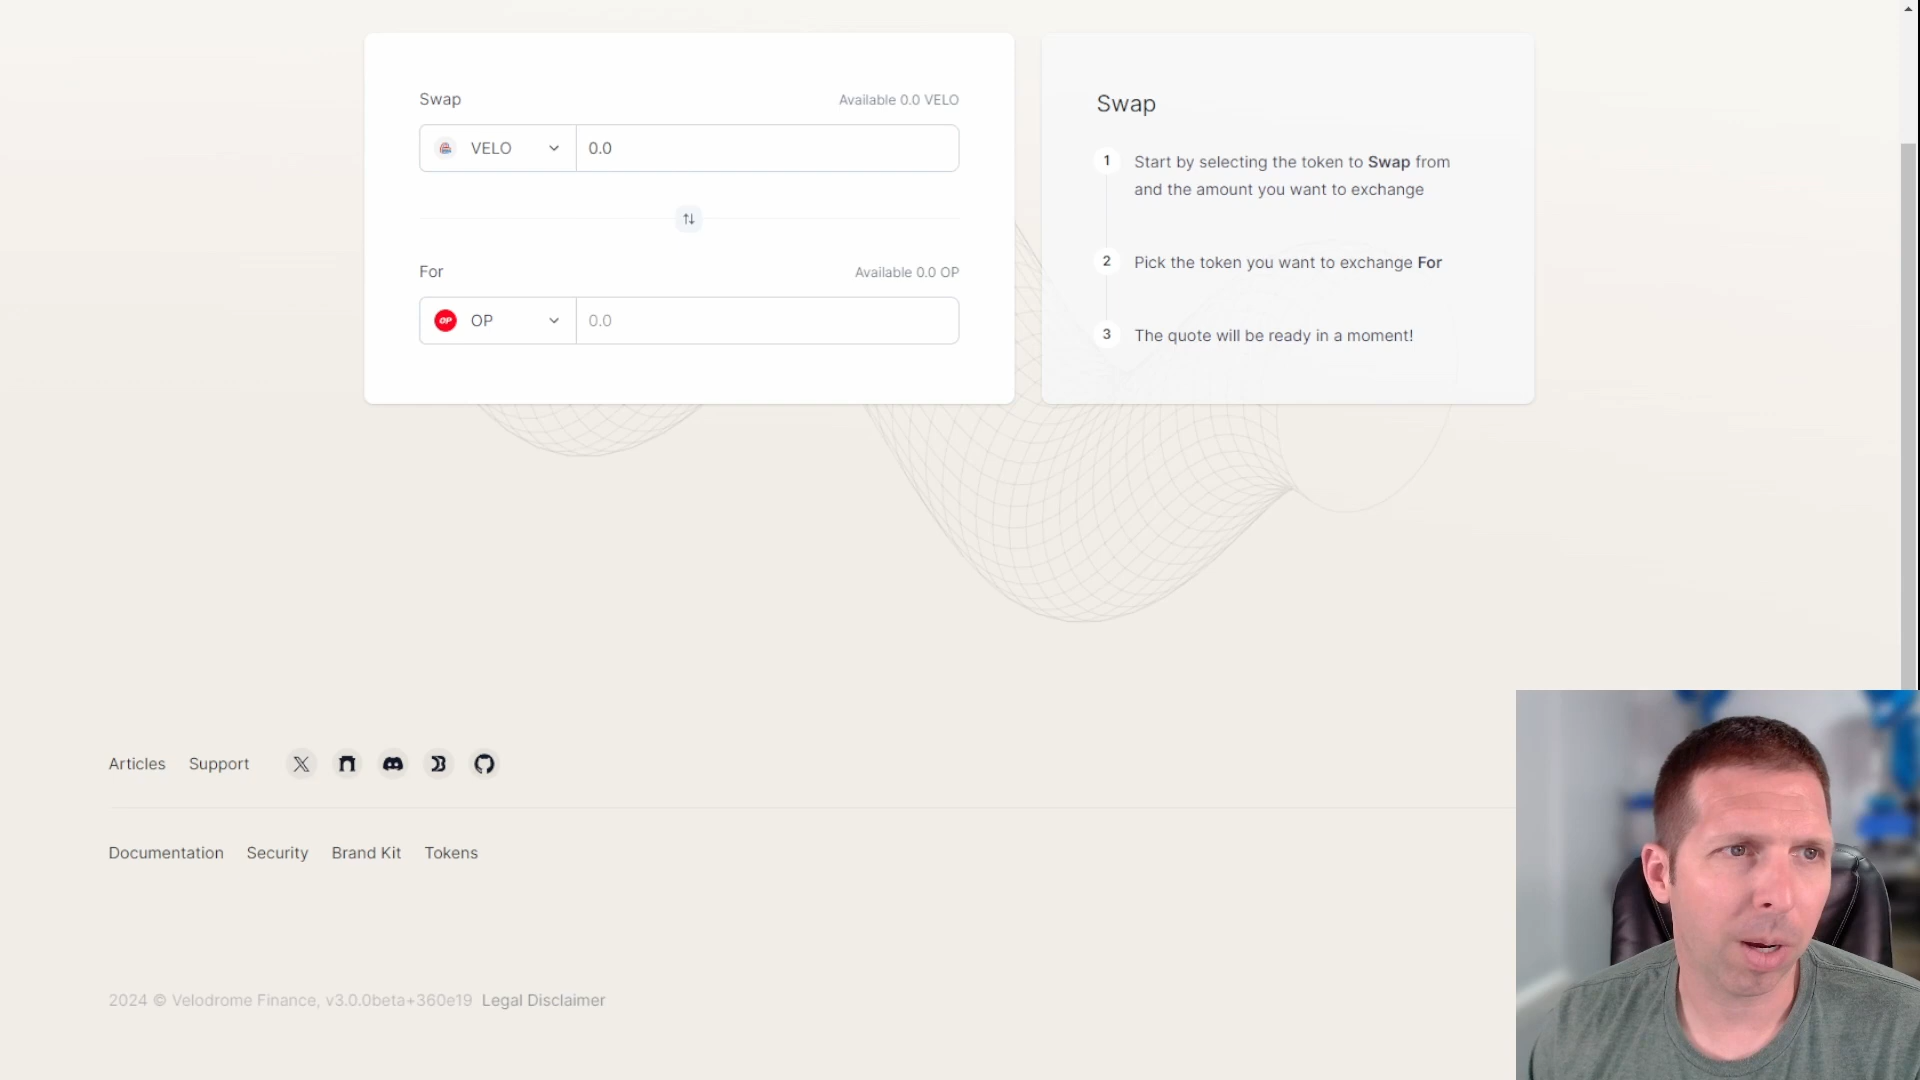 Swap
Available 0.0 VELO
VELO
0.0
For
Available 0.0 OP
OP
OP
0.0
Swap
1
Start by selecting the token to Swap from
and the amount you want to exchange
2
Pick the token you want to exchange For
3
The quote will be ready in a moment!
Articles Support
Documentation Security Brand Kit Tokens
2024 © Velodrome Finance, v3.0.0beta+360e19 Legal Disclaimer